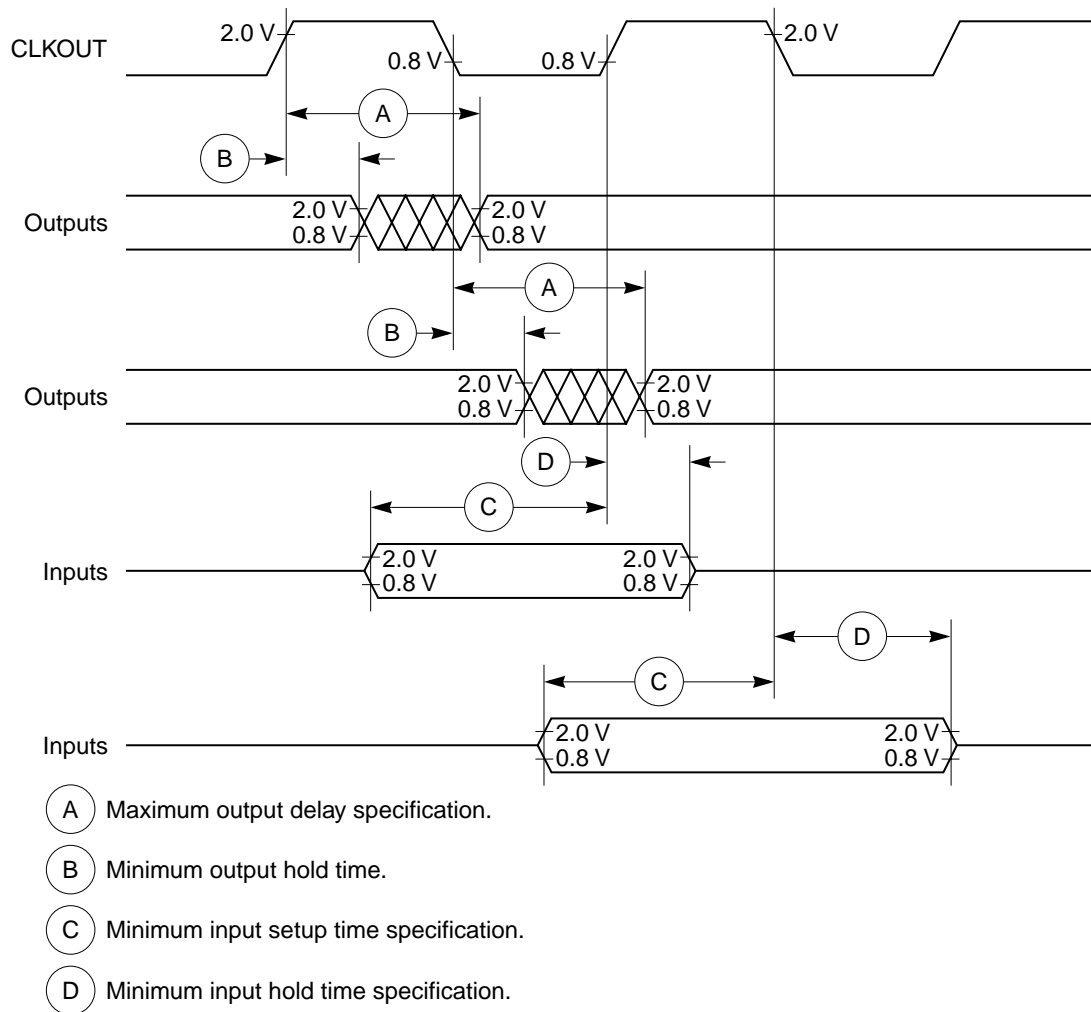 CLKOUT
2.0 V
0.8 V
0.8 V
2.0 V
A
B
Outputs
2.0 V
0.8 V
2.0 V
0.8 V
A
B
Outputs
2.0 V
0.8 V
2.0 V
0.8 V
D
C
Inputs
2.0 V
0.8 V
2.0 V
0.8 V
D
C
Inputs
2.0 V
0.8 V
2.0 V
0.8 V
A Maximum output delay specification.
B Minimum output hold time.
C Minimum input setup time specification.
D Minimum input hold time specification.